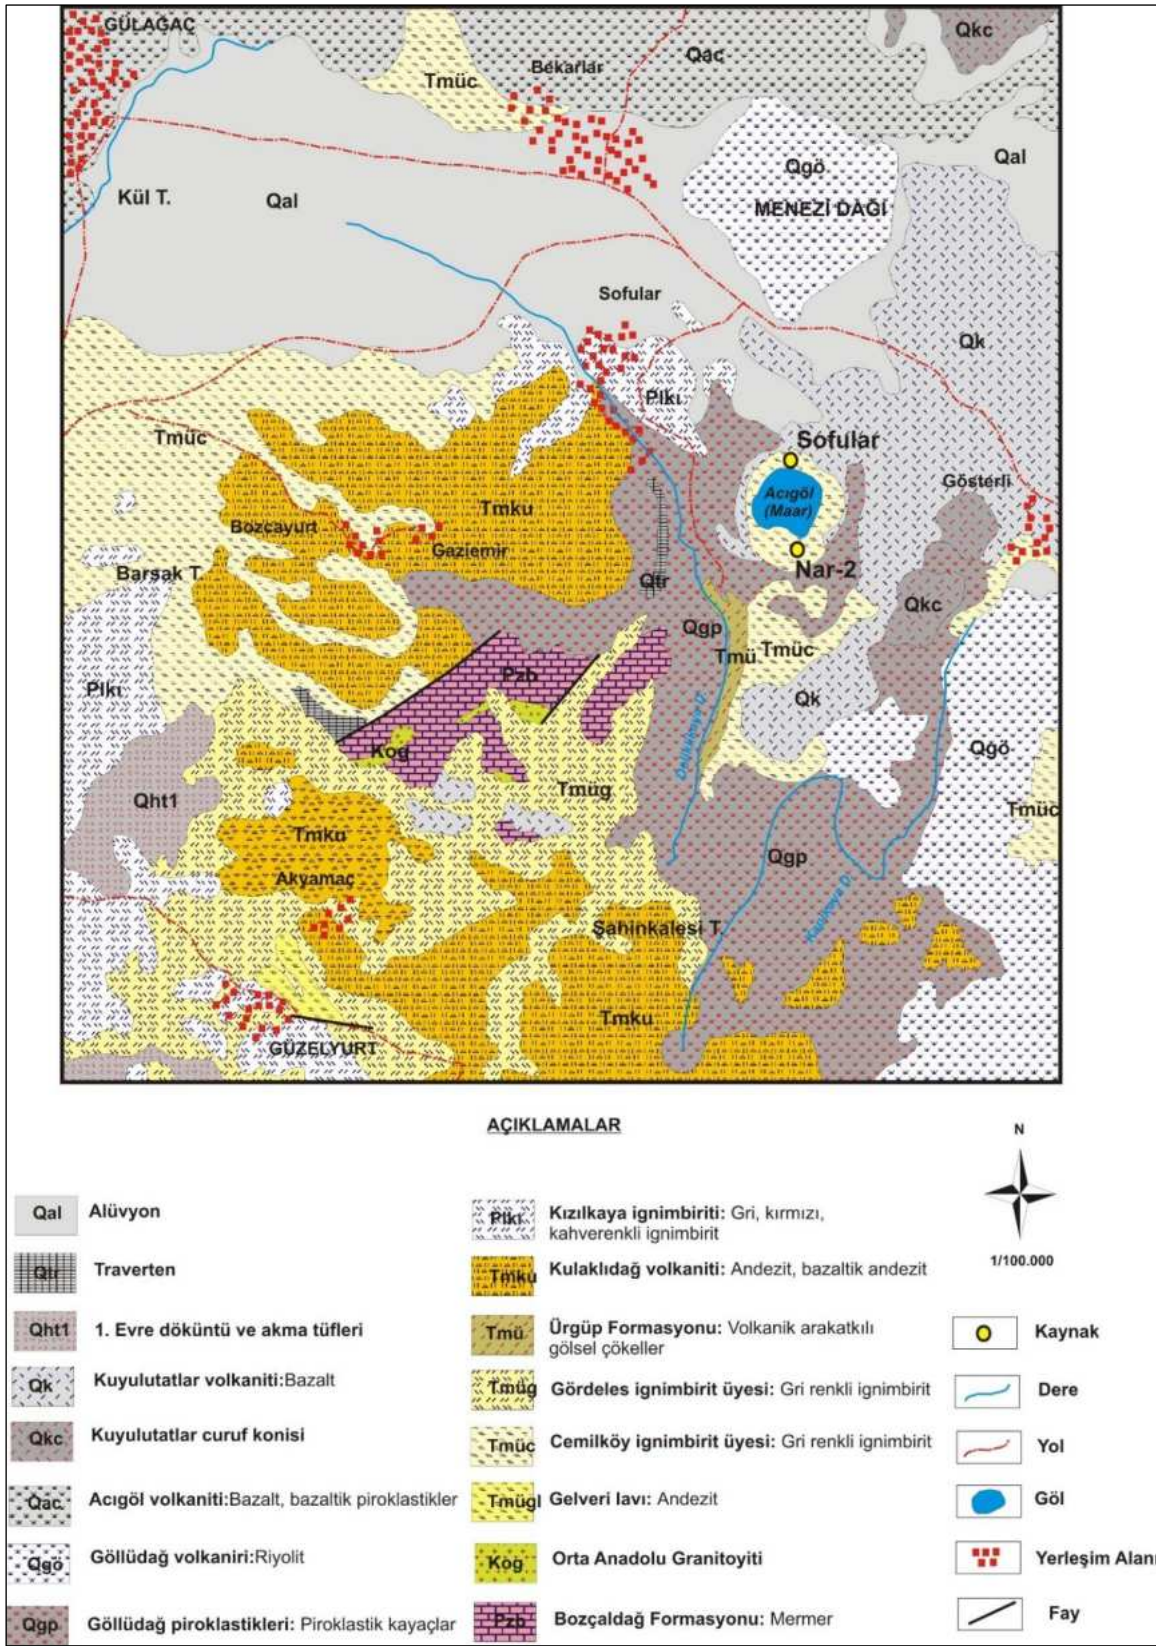 GÜLAĞAÇ
Qkc
Qac
Bekarlar
Tmüc
Qal
Qgö
Kül T.
Qal
MENEZİ DAĞI
Sofular
Qk
Plkı
Sofular
Tmüc
Gösterli
Acıgöl
(Maar)
Tmku
Bozcayurt
Gaziemir
Nar-2
Barsak T.
Qtr
Qkc
Qgp
Tmü
Tmüc
Pzb
Plkı
Qk
Kog
Qgö
Tmüg
Qht1
Tmüc
Tmku
Qgp
Akyamaç
Şahinkalesi T.
Tmku
GÜZELYURT
AÇIKLAMALAR
N
1/100.000
Qal Alüvyon
Qtr Traverten
Qht1 1. Evre döküntü ve akma tüfleri
Qk Kuyulutatlar volkaniti:Bazalt
Qkc Kuyulutatlar curuf konisi
Qac Acıgöl volkaniti:Bazalt, bazaltik piroklastikler
Qgö Göllüdağ volkaniri:Riyolit
Qgp Göllüdağ piroklastikleri: Piroklastik kayaçlar
Plkı Kızılkaya ignimbiriti: Gri, kırmızı,
kahverenkli ignimbirit
Tmku Kulaklıdağ volkaniti: Andezit, bazaltik andezit
Tmü Ürgüp Formasyonu: Volkanik arakatkılı
gölsel çökeller
Tmüg Gördeles ignimbirit üyesi: Gri renkli ignimbirit
Tmüc Cemilköy ignimbirit üyesi: Gri renkli ignimbirit
Tmügl Gelveri lavı: Andezit
Kog Orta Anadolu Granitoyiti
Pzb Bozçaldağ Formasyonu: Mermer
Kaynak
Dere
Yol
Göl
Yerleşim Alanı
Fay